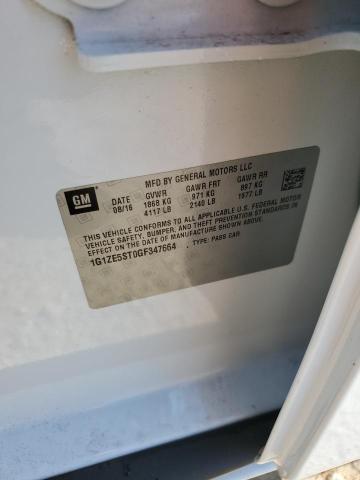 MFD BY GENERAL MOTORS LLC
GM
DATE GVWR GAWR FRT GAWR RR
08/16 1868 KG 971 KG 897 KG
4117 LB 2140 LB 1977 LB
THIS VEHICLE CONFORMS TO ALL APPLICABLE U.S. FEDERAL MOTOR
VEHICLE SAFETY, BUMPER, AND THEFT PREVENTION STANDARDS IN
EFFECT ON THE DATE OF MANUFACTURE SHOWN ABOVE.
1G1ZE5ST0GF347664 TYPE: PASS CAR